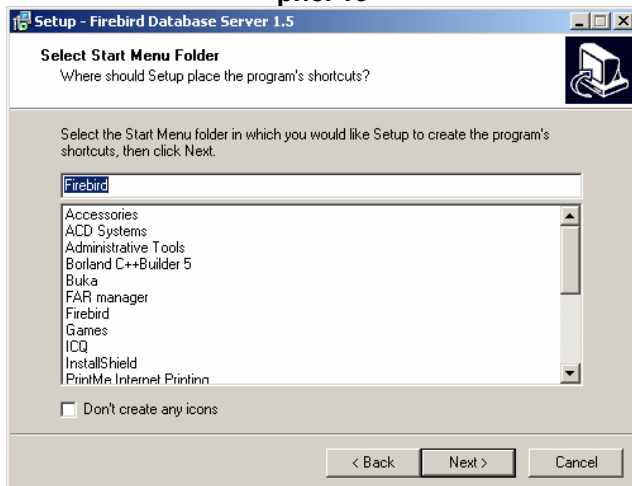 Setup - Firebird Database Server 1.5
Select Start Menu Folder
Where should Setup place the program's shortcuts?
Select the Start Menu folder in which you would like Setup to create the program's
shortcuts, then click Next.
Firebird
Accessories
ACD Systems
Administrative Tools
Borland C++Builder 5
Buka
FAR manager
Firebird
Games
ICQ
InstallShield
PrintMe Internet Printing
Don't create any icons
< Back
Next >
Cancel